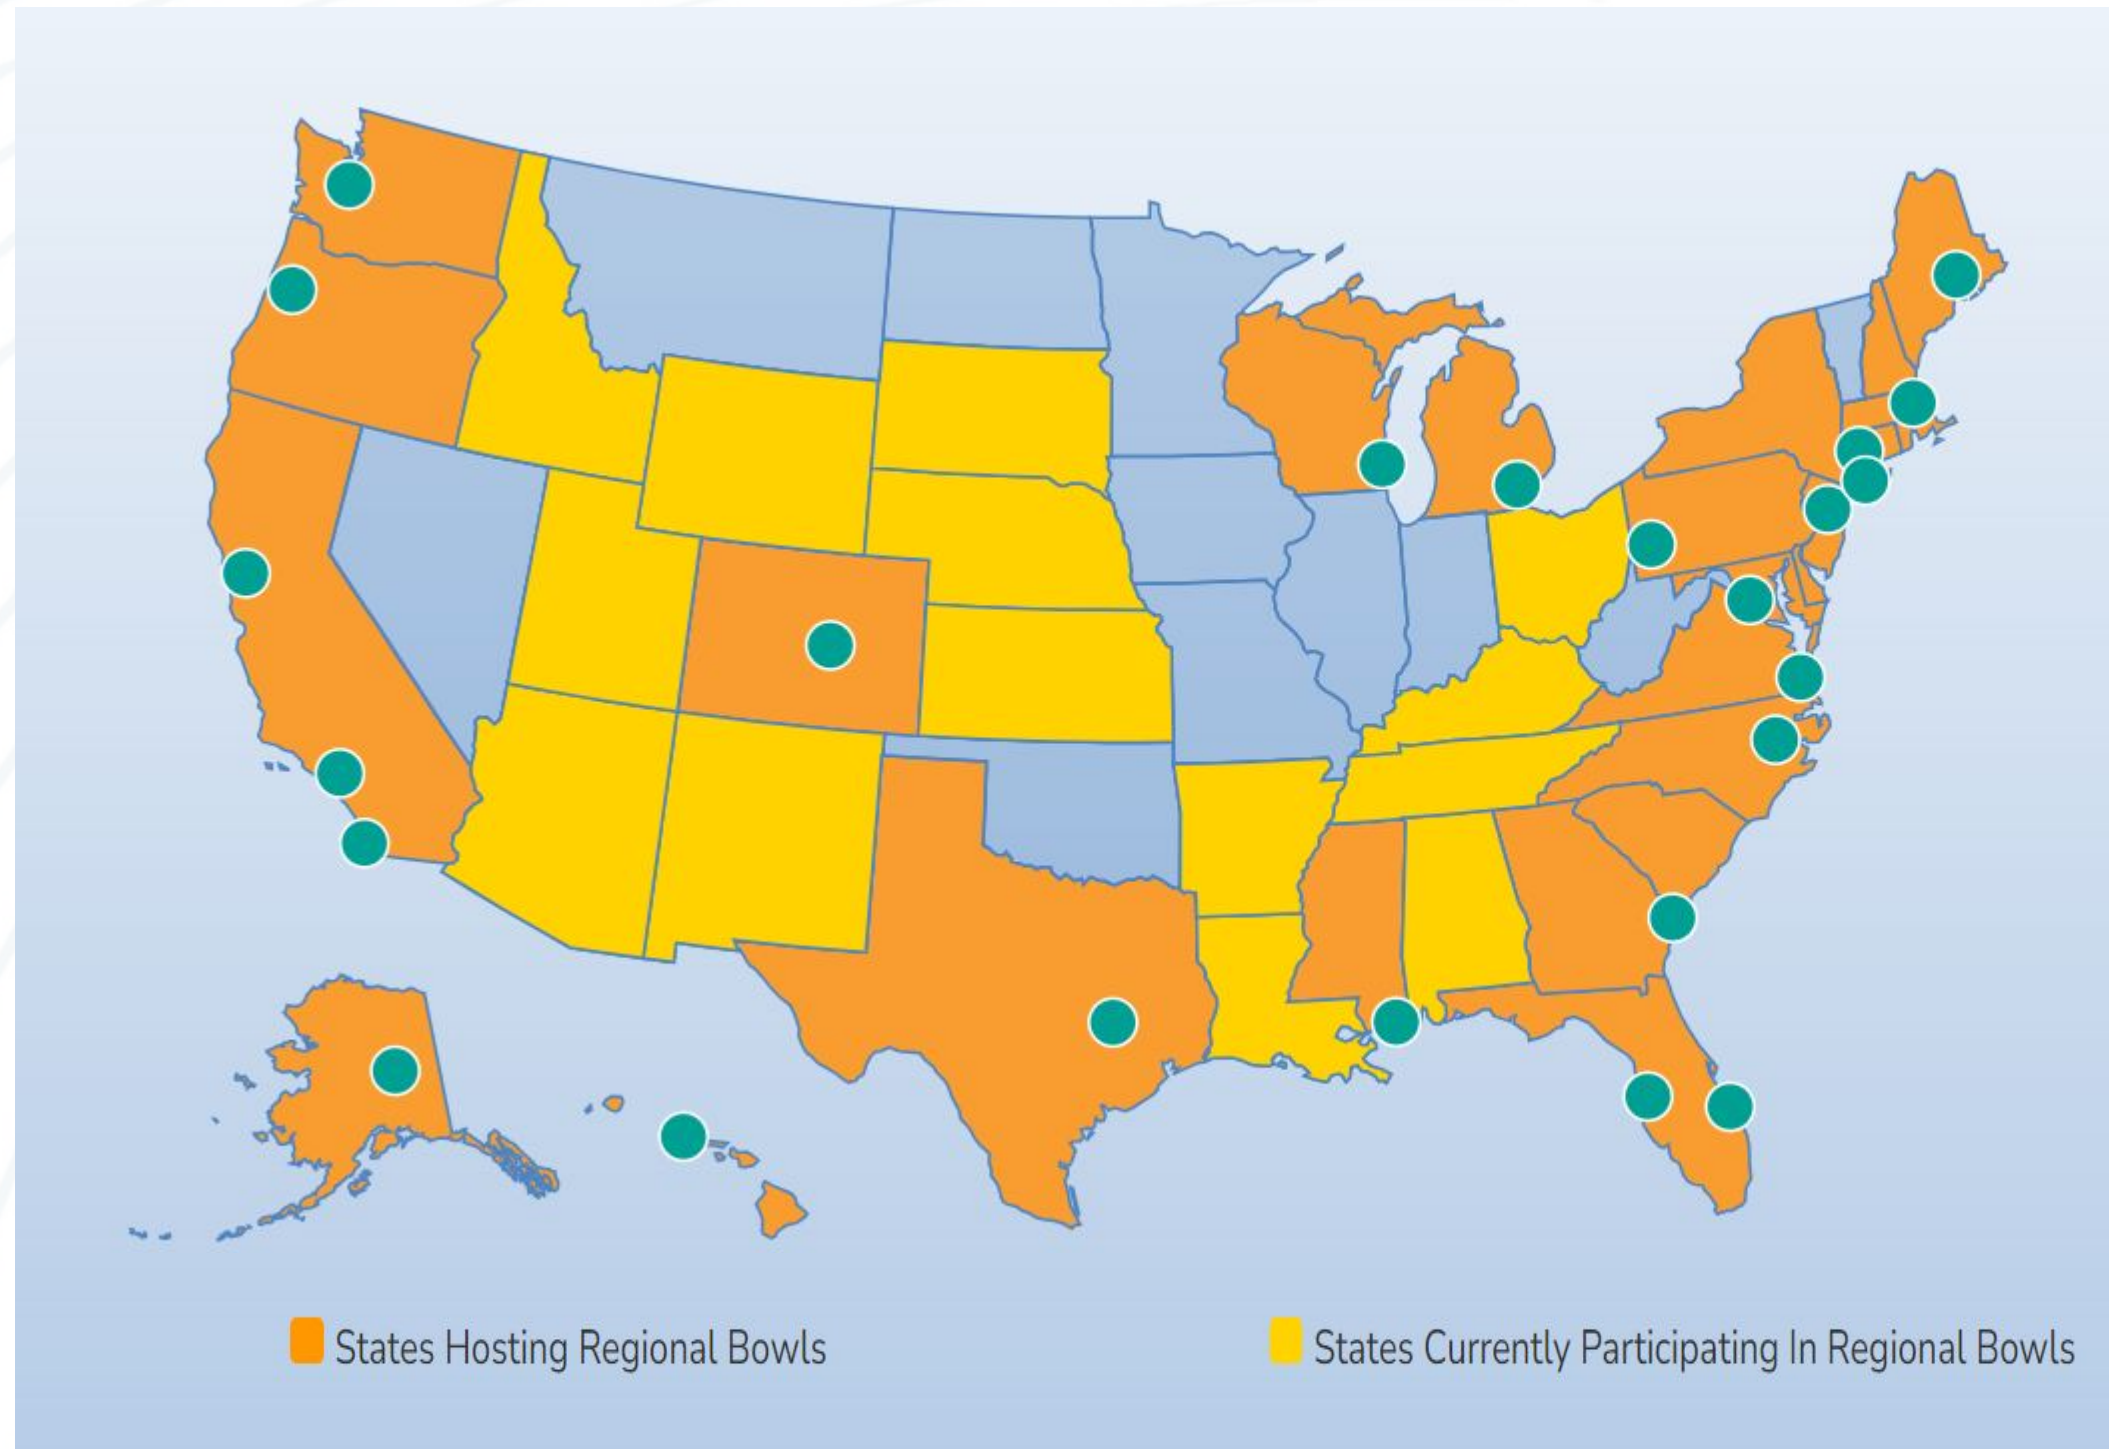 States Hosting Regional Bowls
States Currently Participating In Regional Bowls